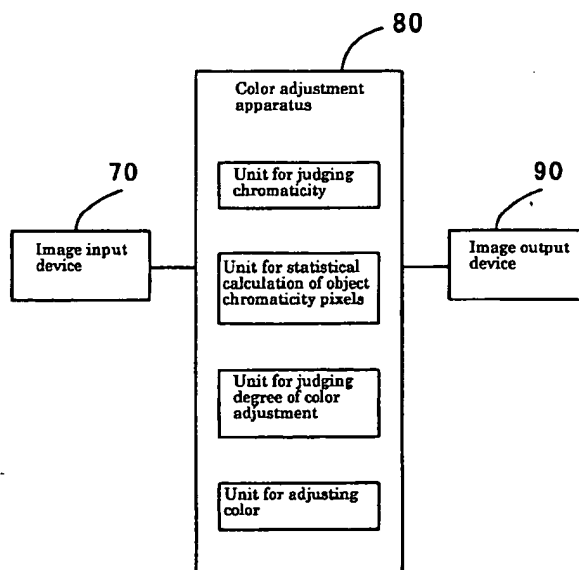 80
Color adjustment
apparatus
Unit for judging
chromaticity
70
90
Image input
device
Image output
device
Unit for statistical
calculation of object
chromaticity pixels
Unit for judging
degree of color
adjustment
Unit for adjusting
color